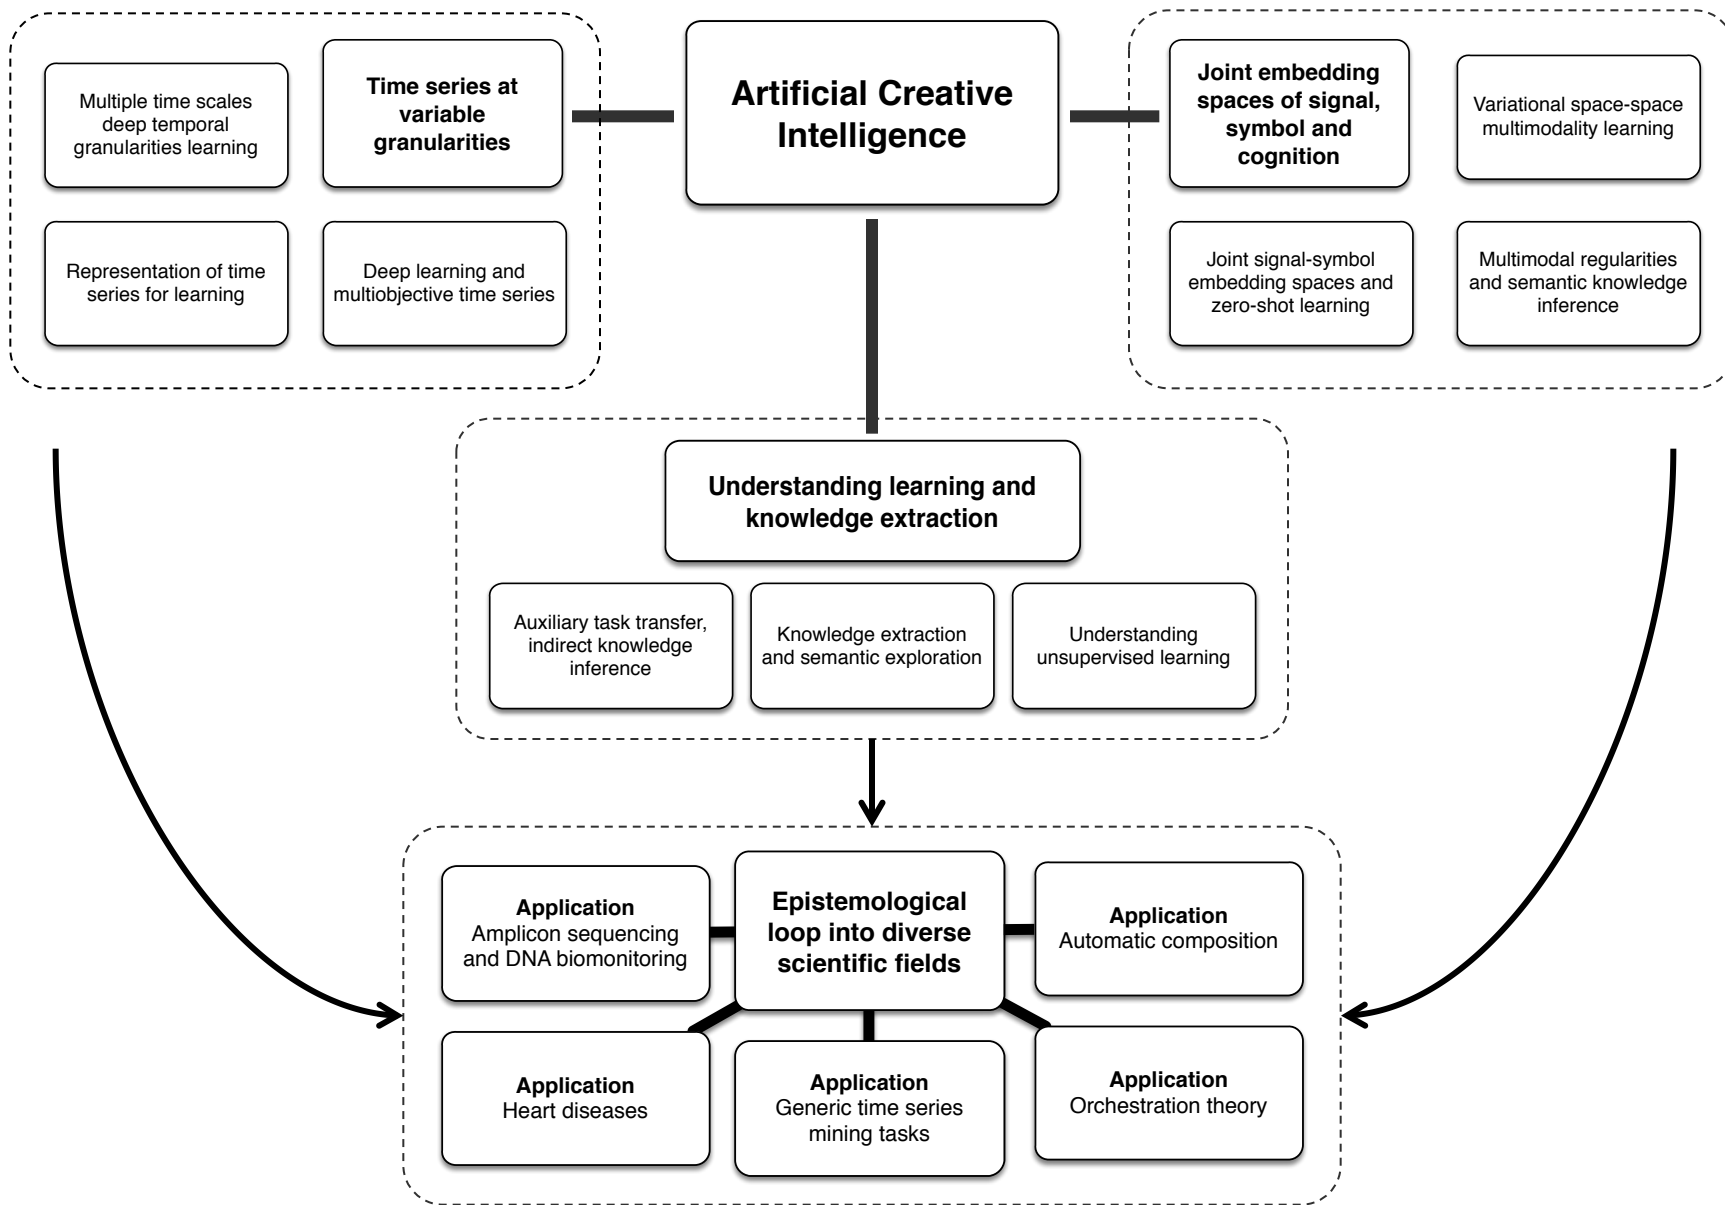 Multiple time scales
deep temporal
granularities learning
Time series at
variable
granularities
Representation of time
series for learning
Deep learning and
multiobjective time series
Artificial Creative
Intelligence
Joint embedding
spaces of signal,
symbol and
cognition
Variational space-space
multimodality learning
Joint signal-symbol
embedding spaces and
zero-shot learning
Multimodal regularities
and semantic knowledge
inference
Understanding learning and
knowledge extraction
Auxiliary task transfer,
indirect knowledge
inference
Knowledge extraction
and semantic exploration
Understanding
unsupervised learning
Application
Amplicon sequencing
and DNA biomonitoring
Epistemological
loop into diverse
scientific fields
Application
Automatic composition
Application
Heart diseases
Application
Generic time series
mining tasks
Application
Orchestration theory